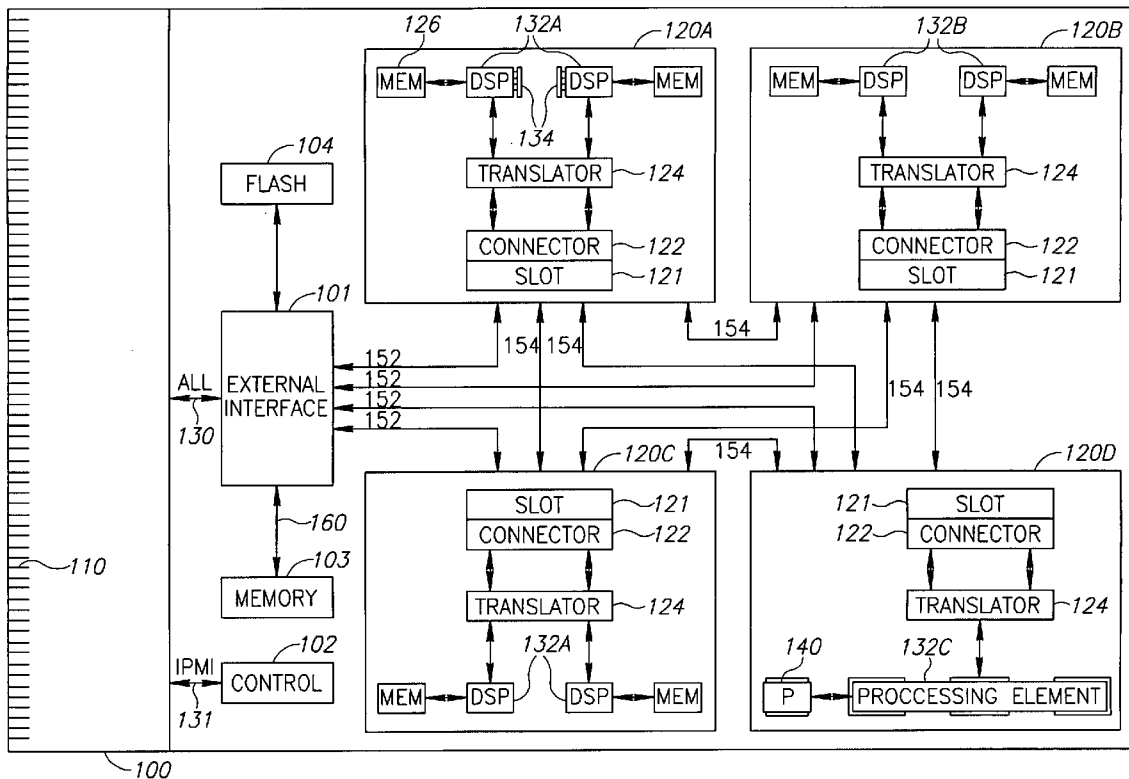 126
132A
120A
132B
120B
MEM
DSP
DSP
MEM
MEM
DSP
DSP
MEM
134
104
FLASH
TRANSLATOR
124
TRANSLATOR
124
CONNECTOR
122
CONNECTOR
122
SLOT
121
SLOT
121
101
154
154
154
154
154
152
152
152
152
ALL
130
EXTERNAL
INTERFACE
154
120C
120D
160
SLOT
121
121
SLOT
CONNECTOR
122
122
CONNECTOR
110
103
MEMORY
TRANSLATOR
124
TRANSLATOR
124
102
IPMI
131
CONTROL
132A
140
132C
MEM
DSP
DSP
MEM
P
PROCCESSING ELEMENT
100